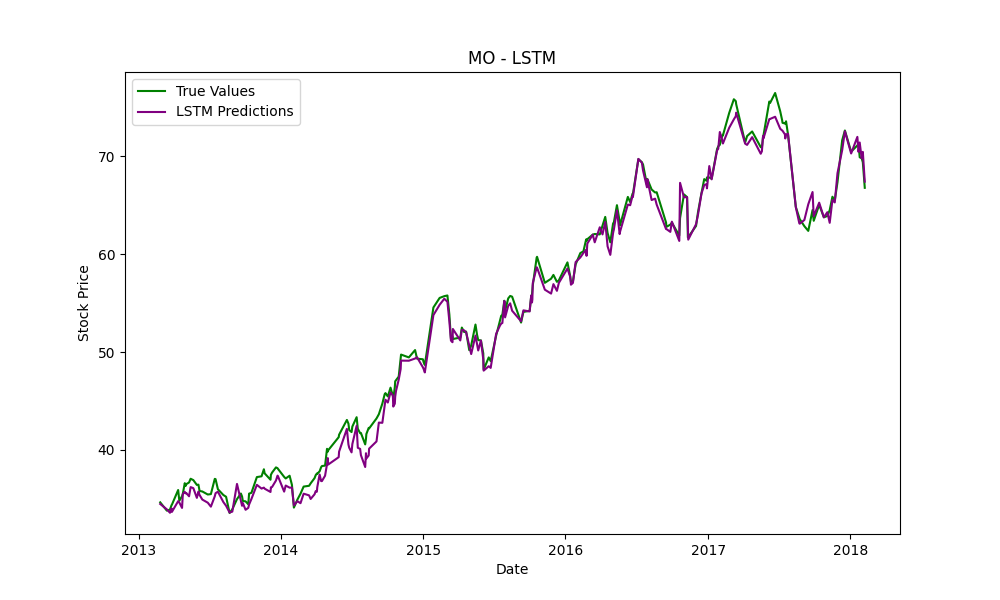 MO - LSTM
True Values
LSTM Predictions
70
60
50
40
Stock Price
2013 2014 2015 2016 2017 2018
Date